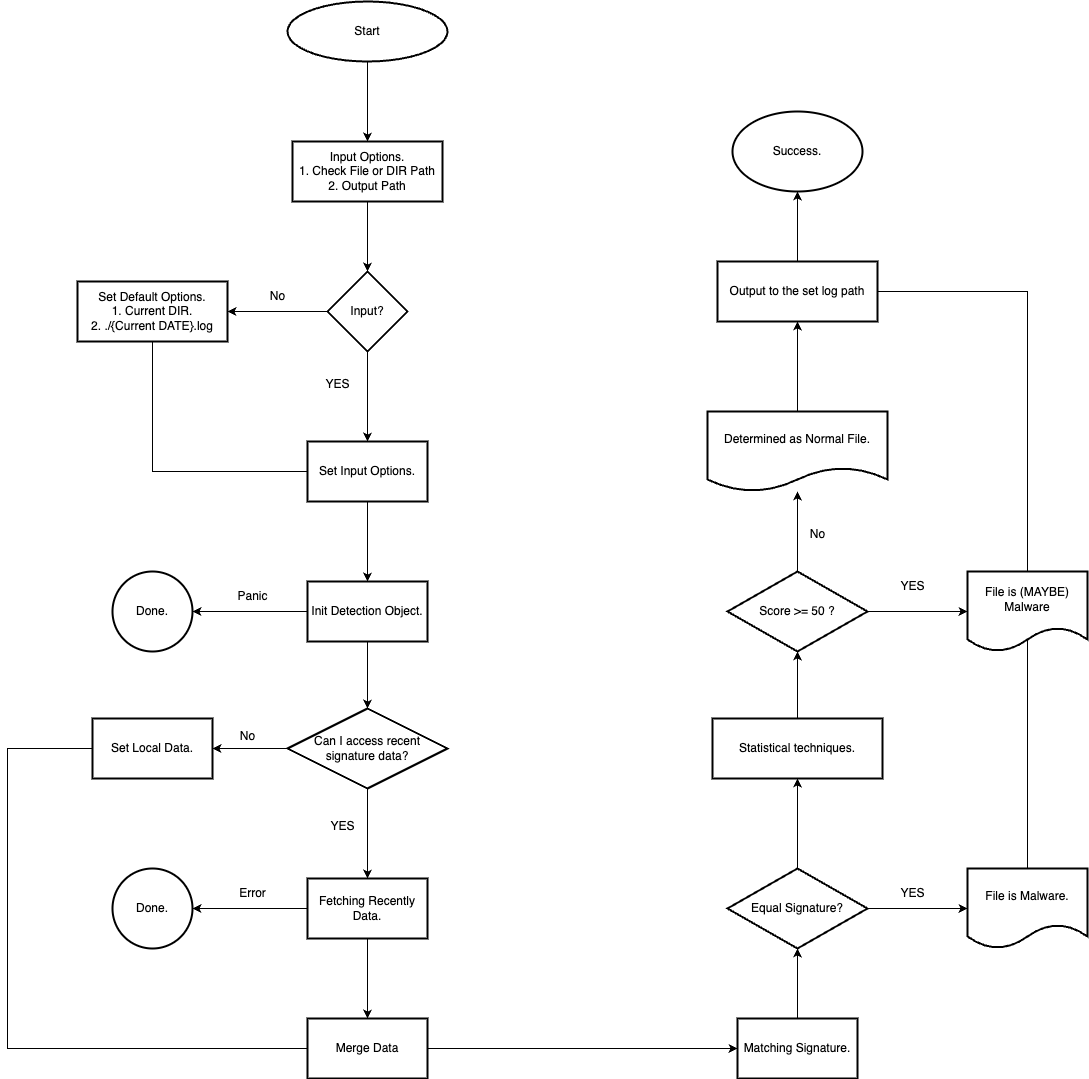 Start
Input Options.
1. Check File or DIR Path
2. Output Path
Input?
No
Set Default Options.
1. Current DIR.
2. ./{Current DATE}.log
YES
Set Input Options.
Init Detection Object.
Panic
Done.
Can I access recent
signature data?
No
Set Local Data.
YES
Fetching Recently
Data.
Error
Done.
Merge Data
Matching Signature.
Equal Signature?
YES
File is Malware.
Statistical techniques.
Score >= 50 ?
YES
File is (MAYBE)
Malware
No
Determined as Normal File.
Output to the set log path
Success.